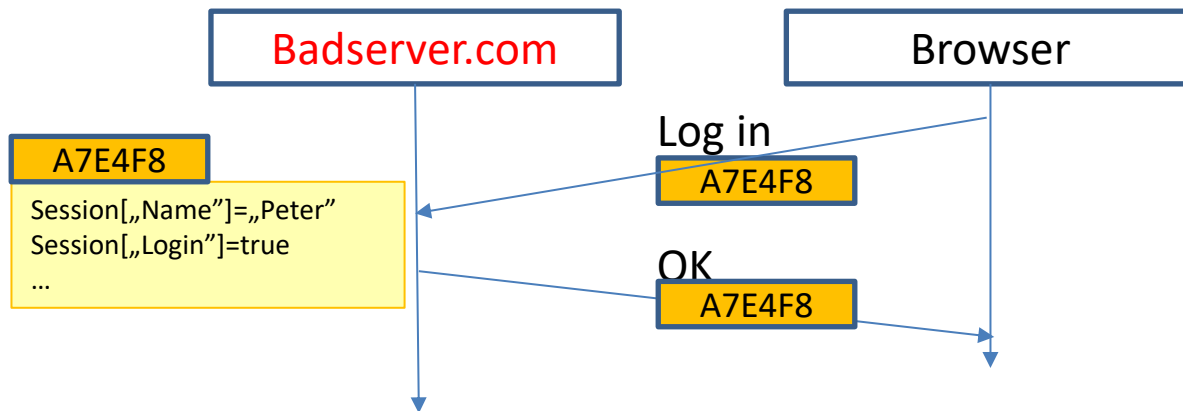 Badserver.com
Browser
Log in
A7E4F8
A7E4F8
Session[„Name”]=„Peter”
Session[„Login”]=true
…
OK
A7E4F8